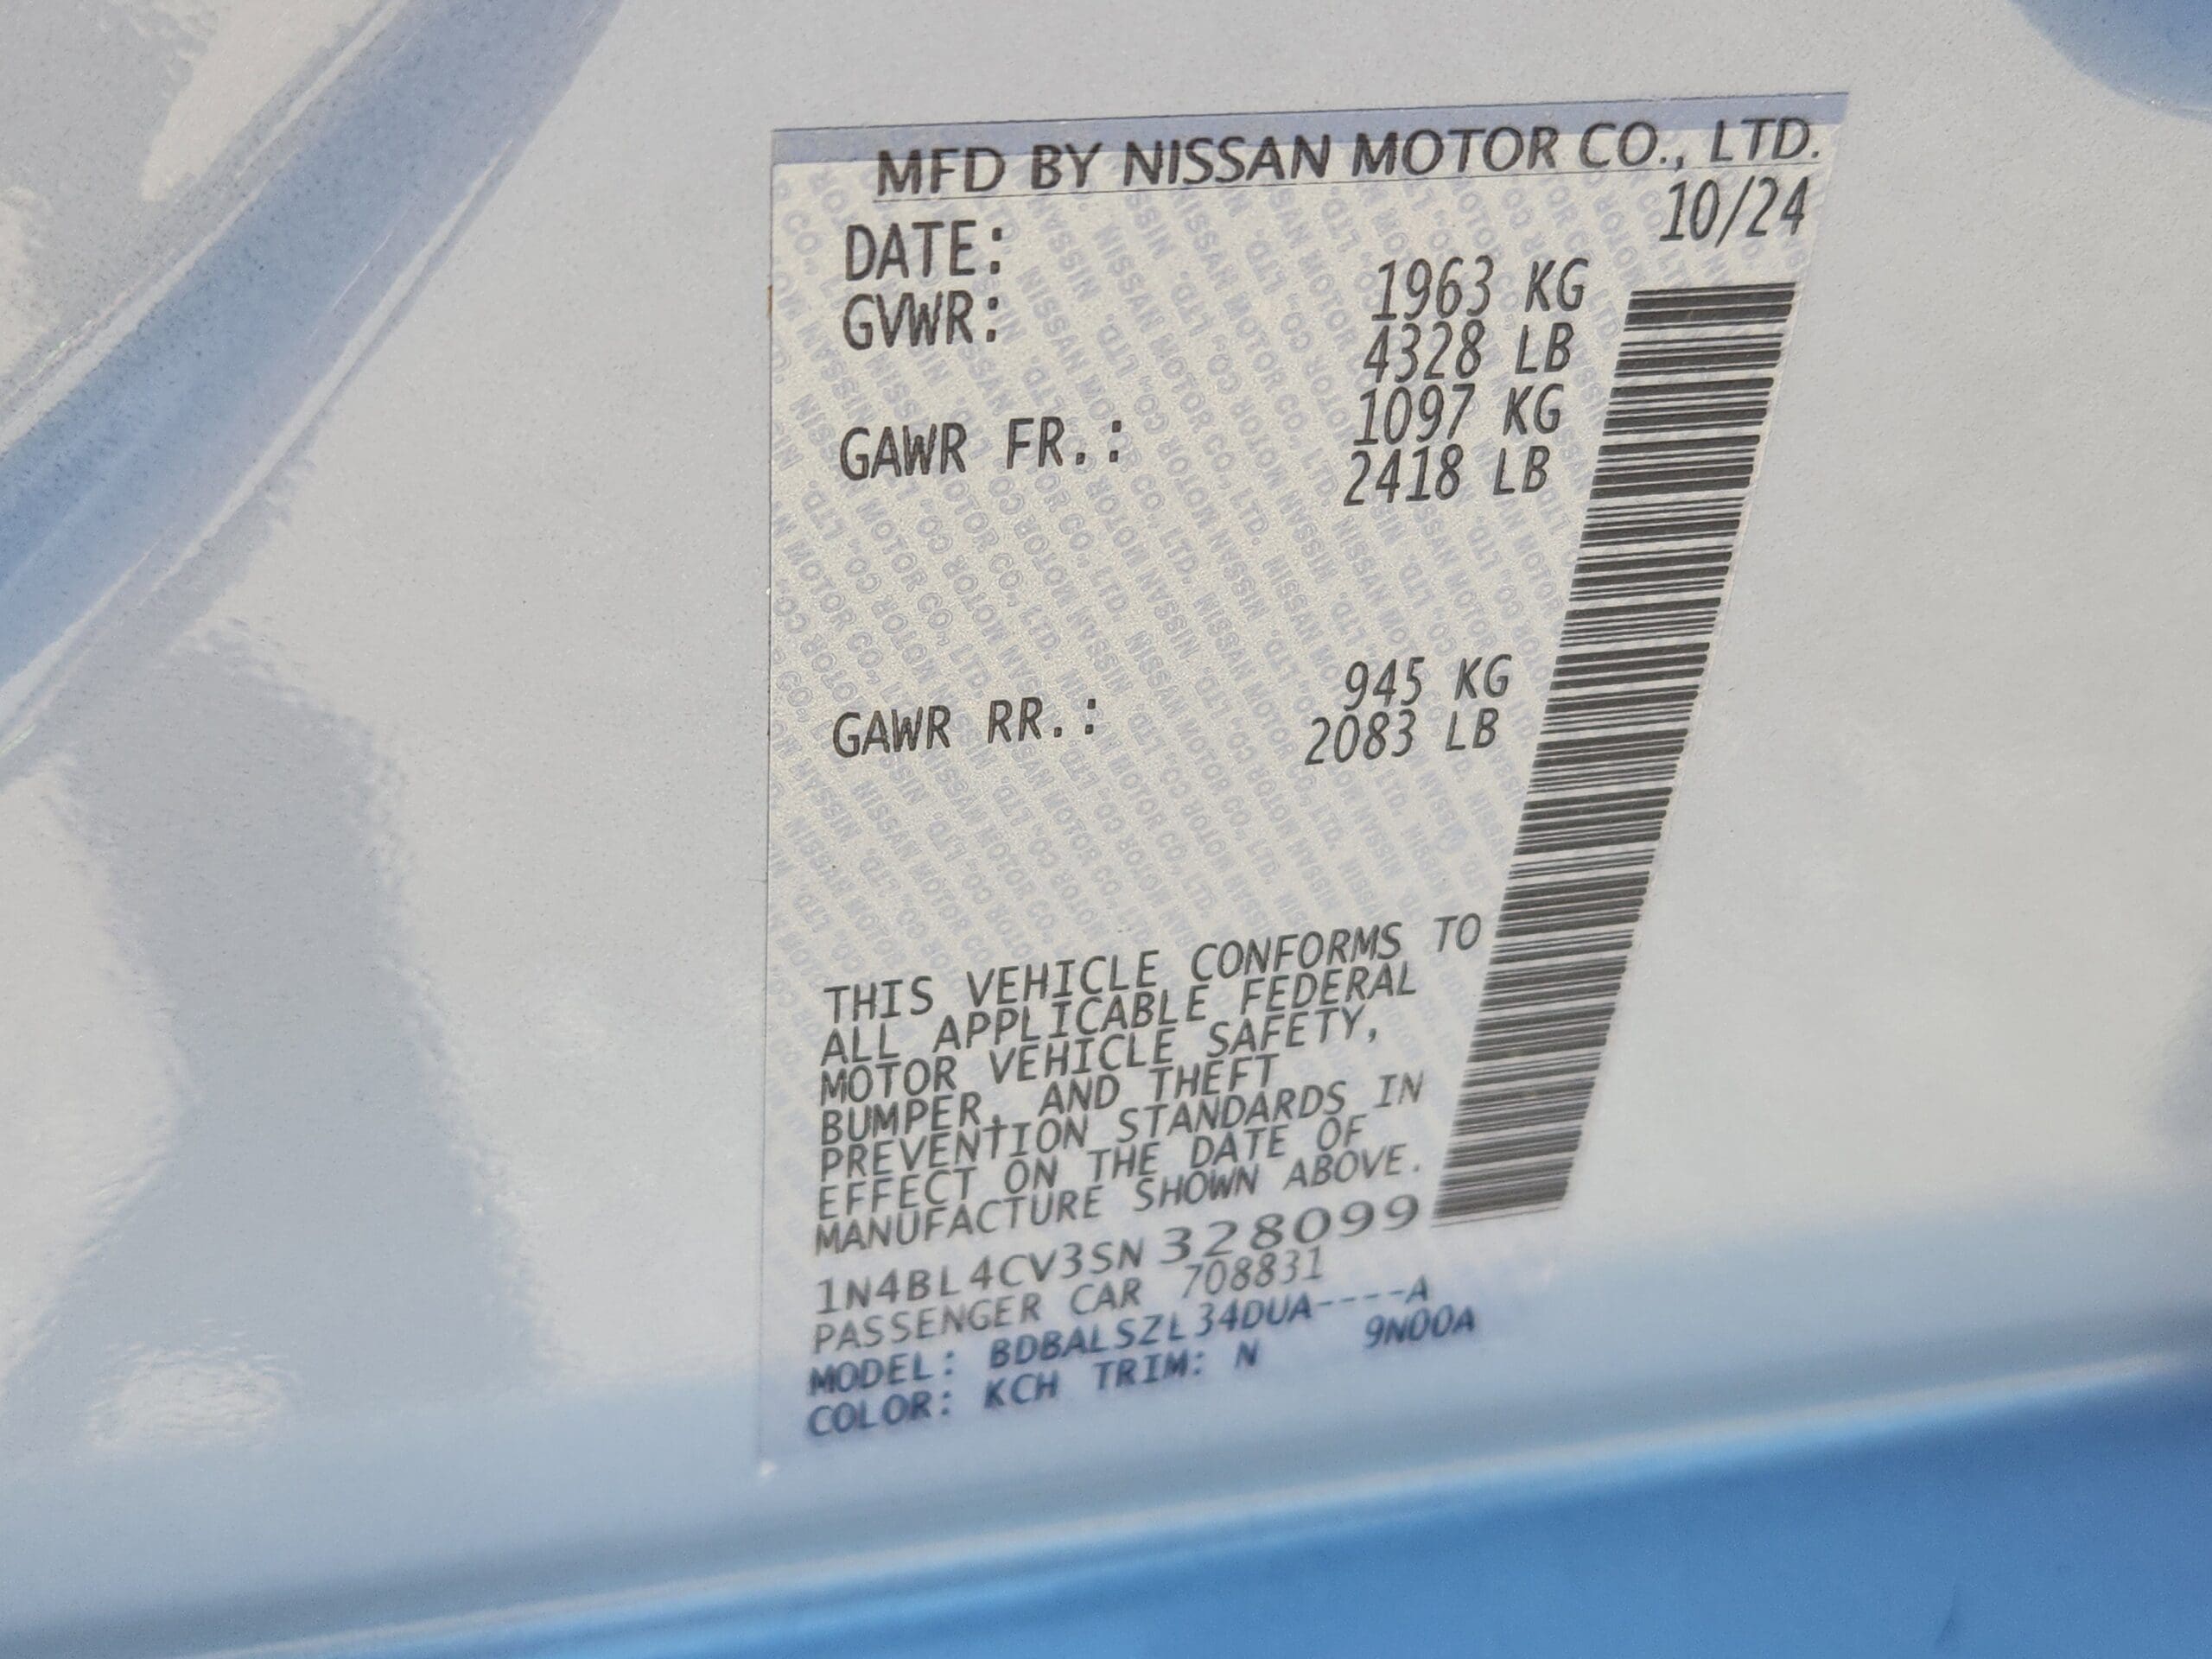 MFD BY NISSAN MOTOR CO., LTD.
DATE: 10/24
GVWR: 1963 KG
4328 LB
GAWR FR.: 1097 KG
2418 LB
GAWR RR.: 945 KG
2083 LB
THIS VEHICLE CONFORMS TO
ALL APPLICABLE FEDERAL
MOTOR VEHICLE SAFETY,
BUMPER, AND THEFT
PREVENTION STANDARDS IN
EFFECT ON THE DATE OF
MANUFACTURE SHOWN ABOVE.
1N4BL4CV3SN328099
PASSENGER CAR 708831
MODEL: BDBALSZL34DUA----A
COLOR: KCH TRIM: N 9N00A